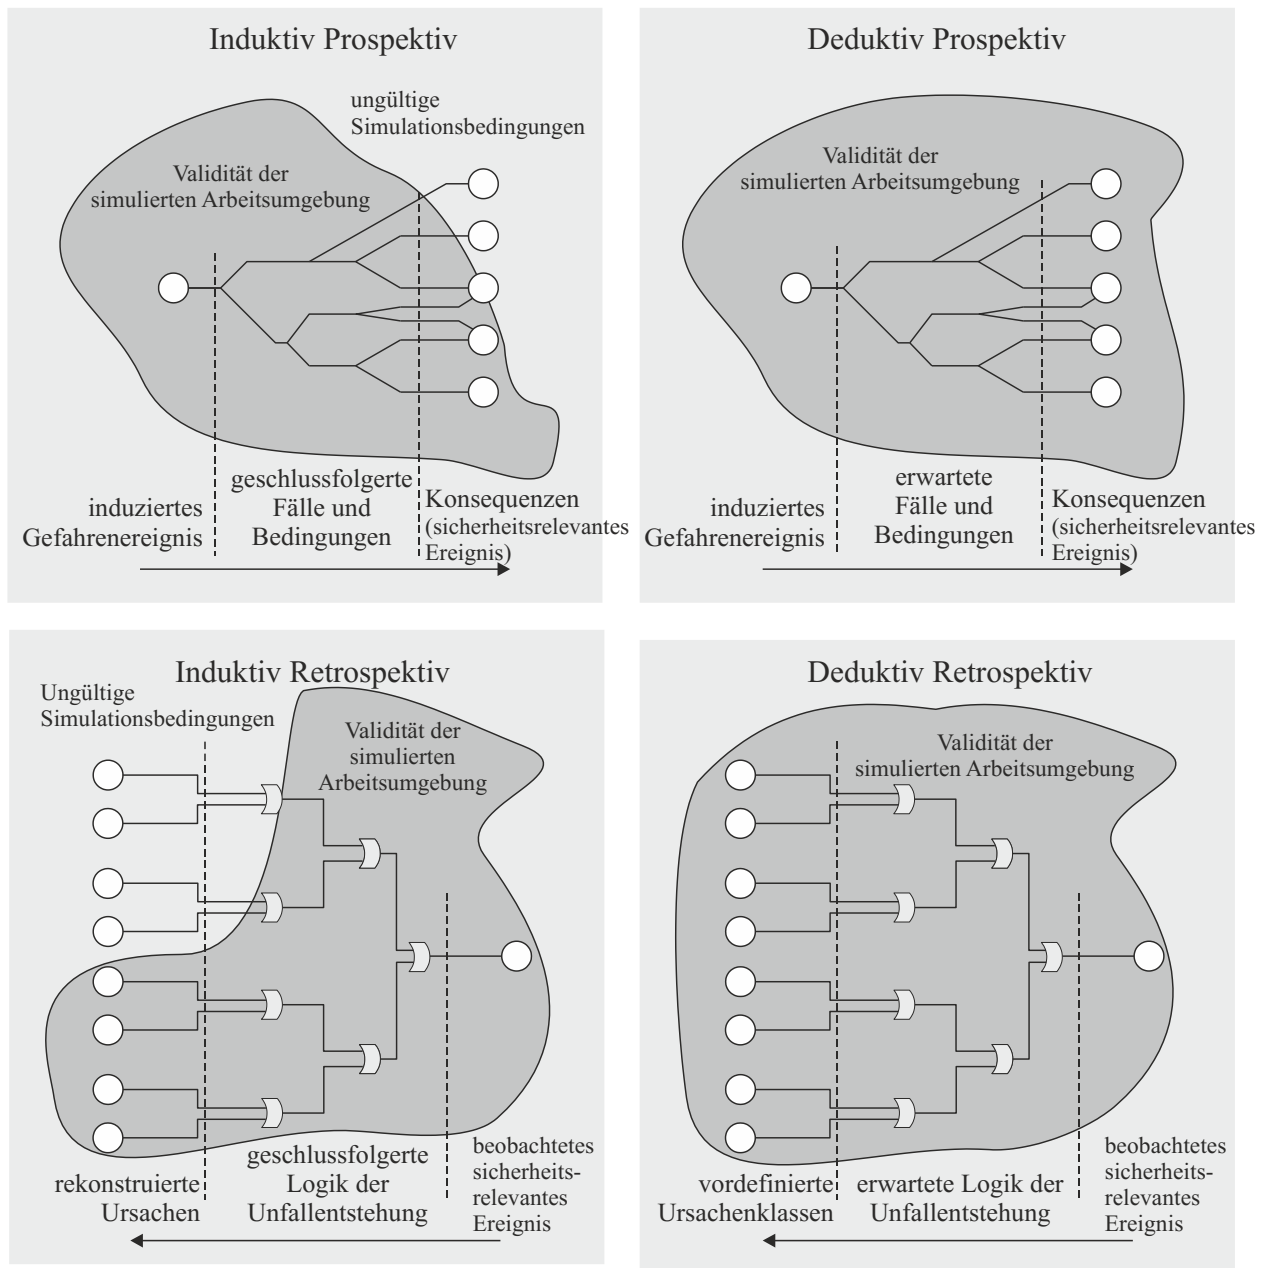 Induktiv Prospektiv
ungültige
Simulationsbedingungen
Validität der
simulierten Arbeitsumgebung
induziertes
Gefahrenereignis
geschlussfolgerte
Fälle und
Bedingungen
Konsequenzen
(sicherheitsrelevantes
Ereignis)
Deduktiv Prospektiv
Validität der
simulierten Arbeitsumgebung
induziertes
Gefahrenereignis
erwartete
Fälle und
Bedingungen
Konsequenzen
(sicherheitsrelevantes
Ereignis)
Induktiv Retrospektiv
Ungültige
Simulationsbedingungen
Validität der
simulierten
Arbeitsumgebung
rekonstruierte
Ursachen
geschlussfolgerte
Logik der
Unfallentstehung
beobachtetes
sicherheits-
relevantes
Ereignis
Deduktiv Retrospektiv
Validität der
simulierten Arbeitsumgebung
vordefinierte
Ursachenklassen
erwartete Logik der
Unfallentstehung
beobachtetes
sicherheits-
relevantes
Ereignis